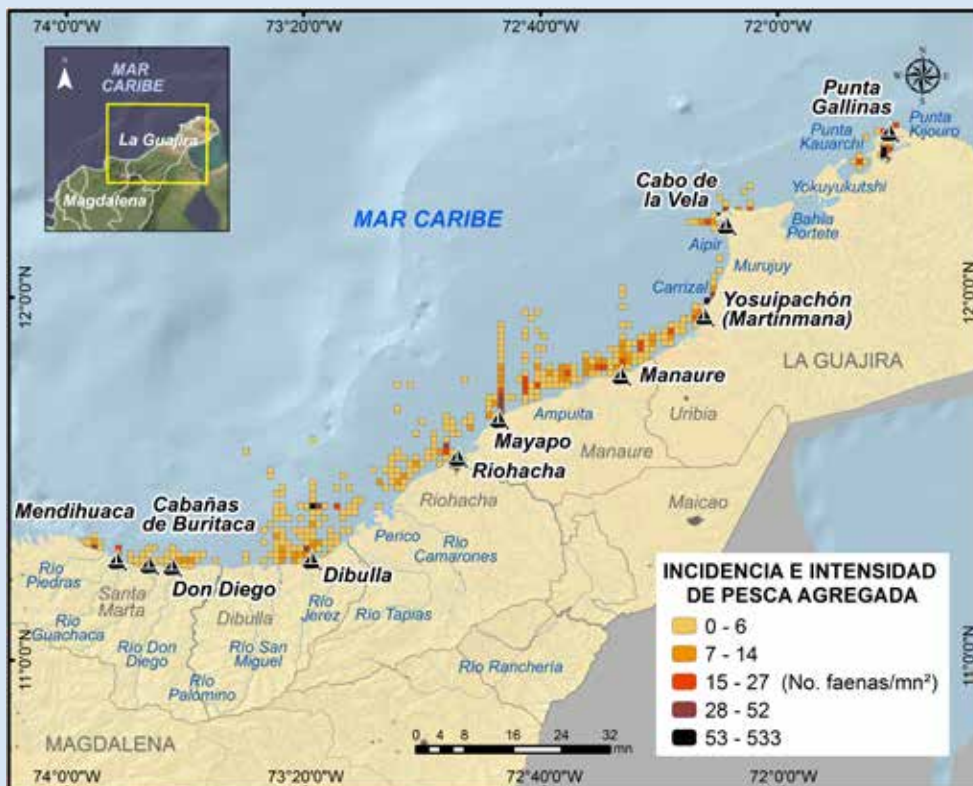 74°0'0"W
73°20'0"W
72°40'0"W
72°0'0"W
N
MAR
CARIBE
La Guajira
Magdalena
N
W
E
S
Punta
Gallinas
Punta
Kijouro
Punta
Kauarchi
Yokuyukutshi
Bahía
Portete
Cabo de
la Vela
MAR CARIBE
Aipir
Murujuy
12°0'0"N
12°0'0"N
Carrizal
Yosuipachón
(Martinmana)
LA GUAJIRA
Manaure
Uribia
Ampuita
Mayapo
Manaure
Riohacha
Riohacha
Maicao
Mendihuaca
Cabañas
de Buritaca
Perico
Río
Camarones
Río
Piedras
Santa
Marta
Don Diego
Dibulla
Dibulla
Río
Jerez
Río Tapias
Río
Guachaca
Río Don
Diego
Río San
Miguel
Río
Palomino
Río Ranchería
11°0'0"N
11°0'0"N
MAGDALENA
INCIDENCIA E INTENSIDAD
DE PESCA AGREGADA
0 - 6
7 - 14
15 - 27 (No. faenas/mn²)
28 - 52
53 - 533
0 4 8 16 24 32
mn
74°0'0"W
73°20'0"W
72°40'0"W
72°0'0"W